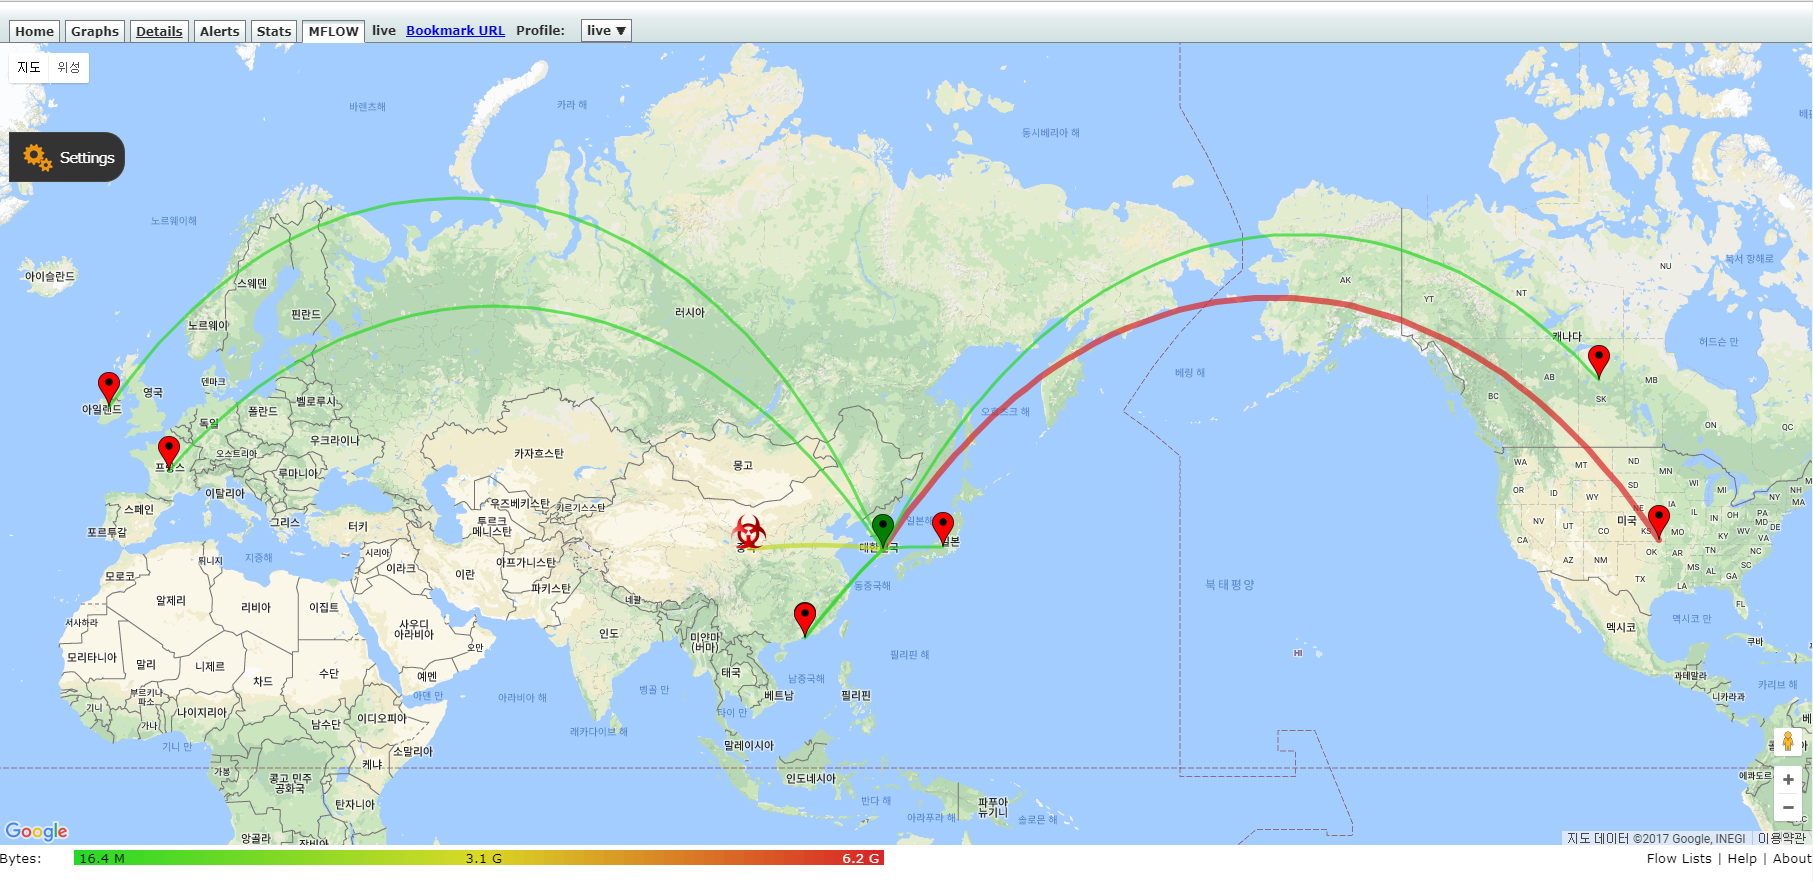 Home Graphs Details Alerts Stats MFLOW live Bookmark URL Profile: live ▼
지도 위성
Settings
바렌츠해
카라 해
동시베리아 해
노르웨이해
북서 항해로
NU
아이슬란드
스웨덴
AK
YT
NT
핀란드
러시아
노르웨이
캐나다
허드슨 만
베링 해
덴마크
영국
AB
MB
SK
BC
아일랜드
폴란드
벨로루시
오호츠크 해
독일
ON
QC
우크라이나
오스트리아
카자흐스탄
몽고
프랑스
루마니아
WA
MT
ND
MN
이탈리아
SD
WI
MI
NH
NY
MA
스페인
우즈베키스탄
키르기스스탄
OR
ID
WY
NE
IA
그리스
터키
투르크
메니스탄
일본해
포르투갈
IL
IN
OH
PA
MD
DE
NV
UT
CO
미국
KS
MO
KY
WV
VA
CA
대한민국
일본
중국
시리아
이라크
이란
아프가니스탄
지중해
튀니지
AZ
NM
OK
AR
TN
NC
MS
AL
SC
GA
TX
LA
FL
모로코
파키스탄
네팔
동중국해
북태평양
알제리
리비아
이집트
서사하라
사우디
아라비아
인도
미얀마
(버마)
오만
멕시코 만
멕시코
쿠바
HI
모리타니아
말리
니제르
차드
수단
예멘
태국
필리핀 해
남중국해
베트남
필리핀
아라비아 해
벵골 만
과테말라
니카라과
카리브 해
부르키나
파소
기니
가나
나이지리아
남수단
이디오피아
아덴 만
타이 만
래카다이브 해
기니 만
소말리아
말레이시아
케냐
가봉
콩고 민주
공화국
인도네시아
탄자니아
반다 해
파푸아
뉴기니
아라푸라 해
솔로몬 해
앙골라
Google
지도 데이터 ©2017 Google, INEGI 이용약관
Bytes: 16.4 M 3.1 G 6.2 G
Flow Lists | Help | About